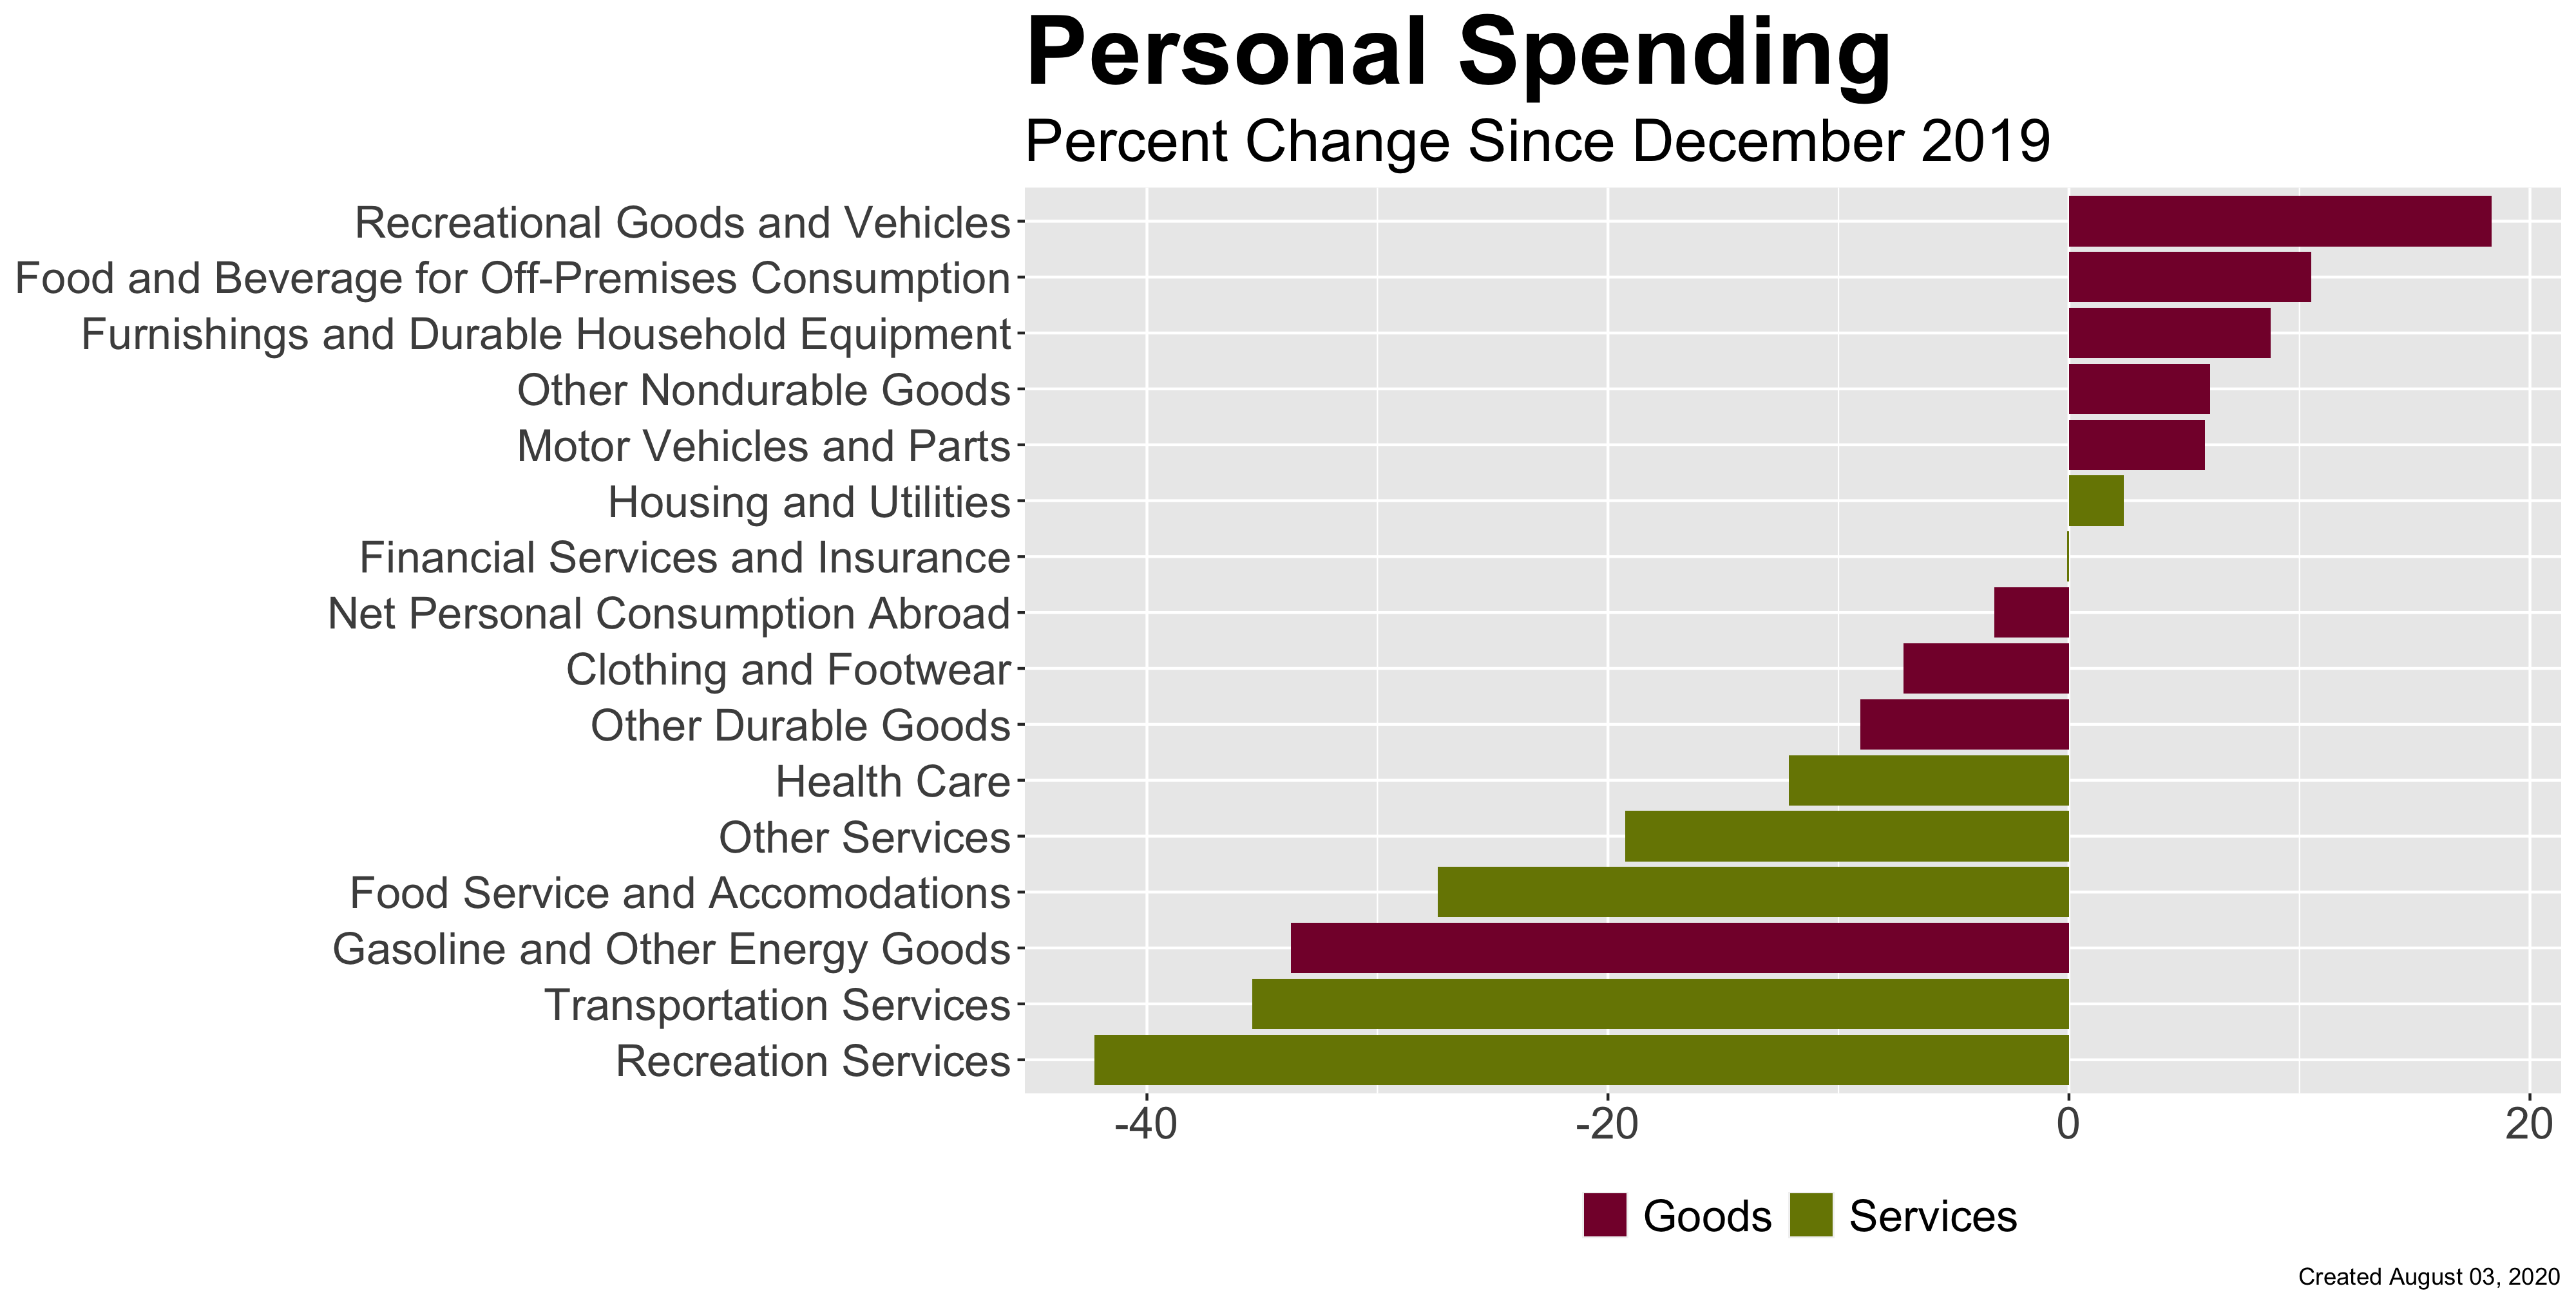 Personal Spending
Percent Change Since December 2019
Recreational Goods and Vehicles
Food and Beverage for Off-Premises Consumption
Furnishings and Durable Household Equipment
Other Nondurable Goods
Motor Vehicles and Parts
Housing and Utilities
Financial Services and Insurance
Net Personal Consumption Abroad
Clothing and Footwear
Other Durable Goods
Health Care
Other Services
Food Service and Accomodations
Gasoline and Other Energy Goods
Transportation Services
Recreation Services
-40 -20 0 20
Goods Services
Created August 03, 2020